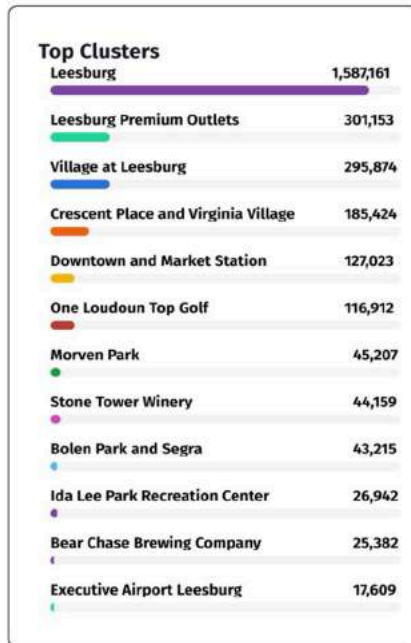 Top Clusters
Leesburg 1,587,161
Leesburg Premium Outlets 301,153
Village at Leesburg 295,874
Crescent Place and Virginia Village 185,424
Downtown and Market Station 127,023
One Loudoun Top Golf 116,912
Morven Park 45,207
Stone Tower Winery 44,159
Bolen Park and Segra 43,215
Ida Lee Park Recreation Center 26,942
Bear Chase Brewing Company 25,382
Executive Airport Leesburg 17,609